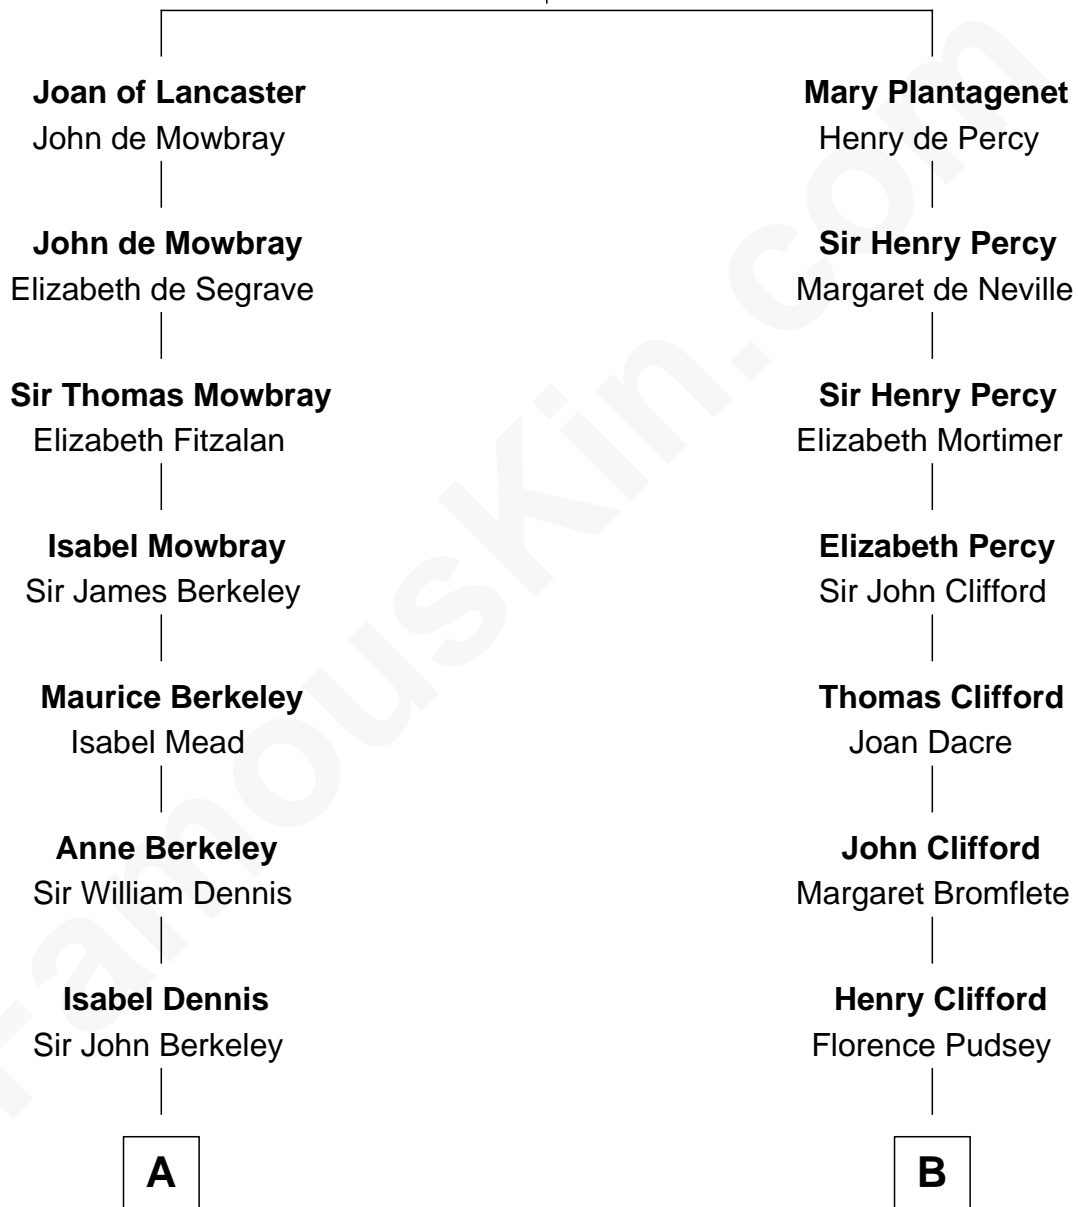 Joan of Lancaster
John de Mowbray
Mary Plantagenet
Henry de Percy
John de Mowbray
Elizabeth de Segrave
Sir Henry Percy
Margaret de Neville
Sir Thomas Mowbray
Elizabeth Fitzalan
Sir Henry Percy
Elizabeth Mortimer
Isabel Mowbray
Sir James Berkeley
Elizabeth Percy
Sir John Clifford
Maurice Berkeley
Isabel Mead
Thomas Clifford
Joan Dacre
Anne Berkeley
Sir William Dennis
John Clifford
Margaret Bromflete
Isabel Dennis
Sir John Berkeley
Henry Clifford
Florence Pudsey
A
B
FamousKin.com